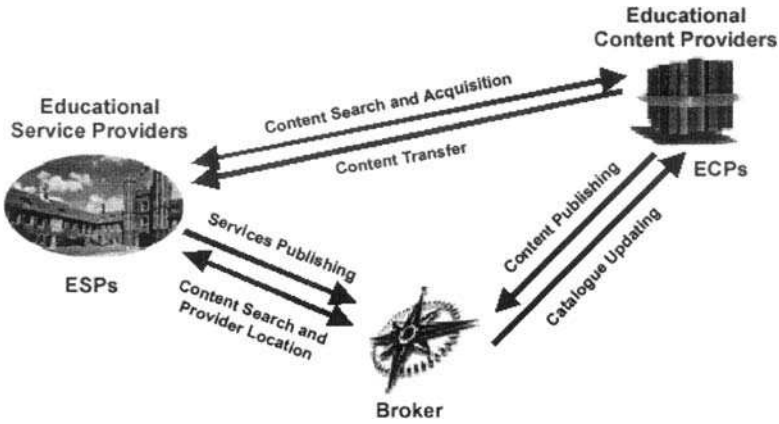 Educational
Content Providers
ECPs
Educational
Service Providers
ESPs
Content Search and Acquisition
Content Transfer
Services Publishing
Content Search and
Provider Location
Content Publishing
Catalogue Updating
Broker